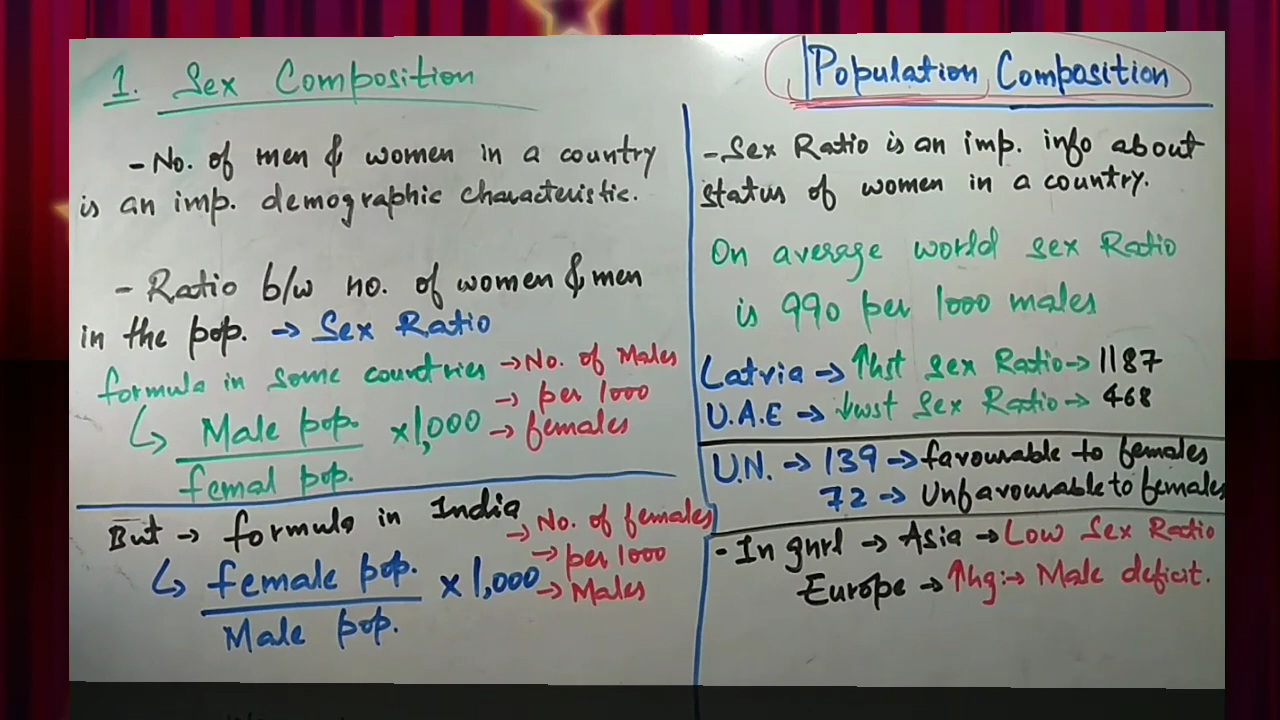 1. Sex Composition
- No. of men & women in a country
is an imp. demographic characteristic.
- Ratio b/w no. of women & men
in the pop. → Sex Ratio
formula in some countries → No. of Males
→ per 1000
↳ Male pop. ×1,000 → females
femal pop.
But → formula in India
→ No. of females
→ per 1000
↳ female pop. × 1,000 → Males
Male pop.
Population Composition
- Sex Ratio is an imp. info about
status of women in a country.
On average world sex Ratio
is 990 per 1000 males
Latvia → ↑hst sex Ratio → 1187
U.A.E → ↓wst Sex Ratio → 468
U.N. → 139 → favourable to females
72 → Unfavourable to females
- In gnrl → Asia → Low Sex Ratio
Europe → ↑hg :→ Male deficit.